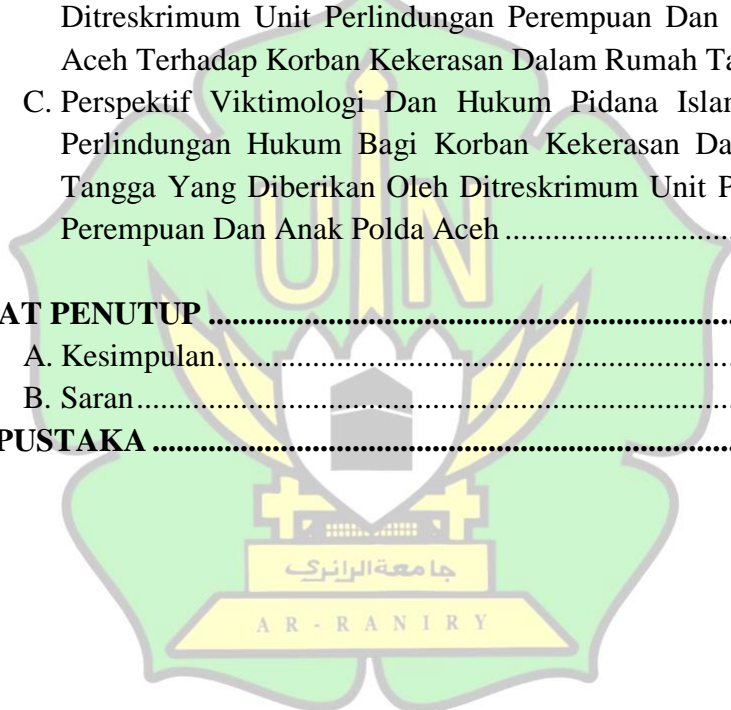 Ditreskrimum Unit Perlindungan Perempuan Dan
Aceh Terhadap Korban Kekerasan Dalam Rumah Ta
C. Perspektif Viktimologi Dan Hukum Pidana Islam
Perlindungan Hukum Bagi Korban Kekerasan Da
Tangga Yang Diberikan Oleh Ditreskrimum Unit P
Perempuan Dan Anak Polda Aceh ........................................
AT PENUTUP ................................................................................
A. Kesimpulan................................................................................
B. Saran................................................................................
PUSTAKA ................................................................................
UIN
جامعة الرانري
AR-RANIRY